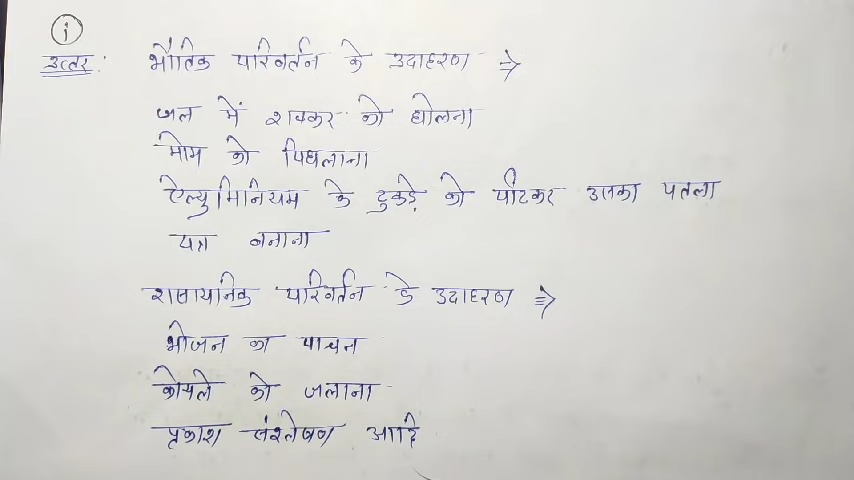 i
उत्तर: भौतिक परिवर्तन के उदाहरण ⇒
जल में शक्कर को घोलना
मोम को पिघलाना
ऐल्युमिनियम के टुकड़े को पीटकर उसका पतला
पत्र बनाना
रासायनिक परिवर्तन के उदाहरण ⇒
भोजन का पाचन
कोयले को जलाना
प्रकाश संश्लेषण आदि